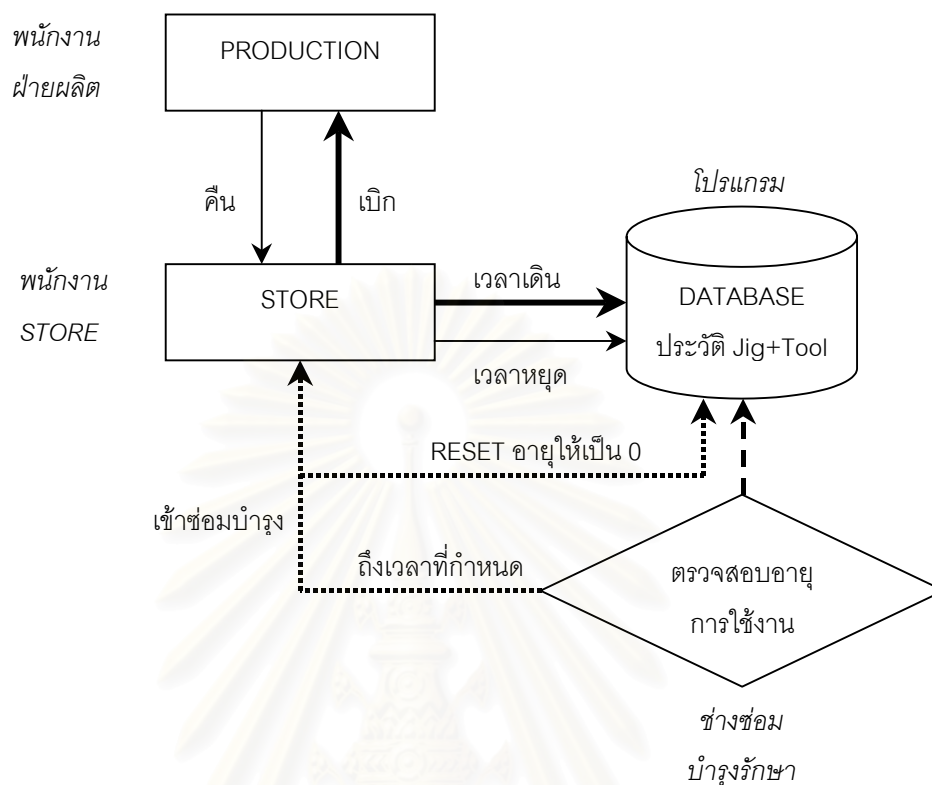 พนักงาน
ฝ่ายผลิต
PRODUCTION
คืน
เบิก
โปรแกรม
พนักงาน
STORE
STORE
เวลาเดิน
เวลาหยุด
DATABASE
ประวัติ Jig+Tool
RESET อายุให้เป็น 0
เข้าซ่อมบำรุง
ถึงเวลาที่กำหนด
ตรวจสอบอายุ
การใช้งาน
ช่างซ่อม
บำรุงรักษา